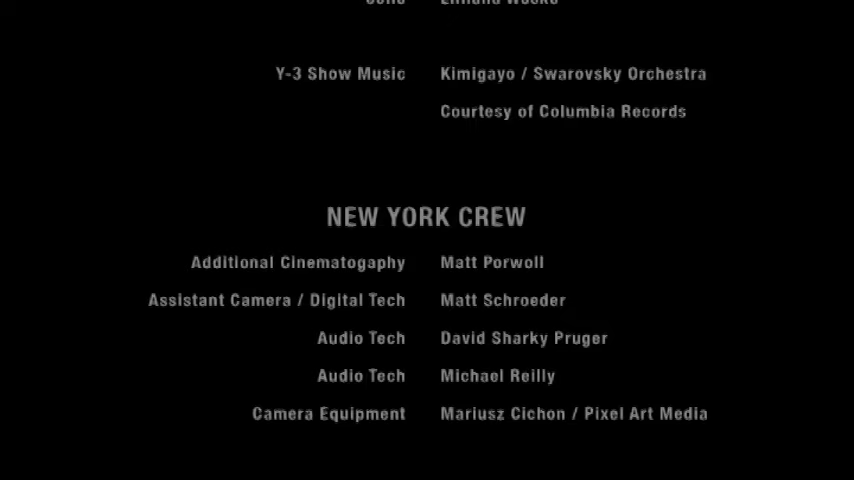 Y-3 Show Music Kimigayo / Swarovsky Orchestra
Courtesy of Columbia Records
NEW YORK CREW
Additional Cinematogaphy Matt Porwoll
Assistant Camera / Digital Tech Matt Schroeder
Audio Tech David Sharky Pruger
Audio Tech Michael Reilly
Camera Equipment Mariusz Cichon / Pixel Art Media